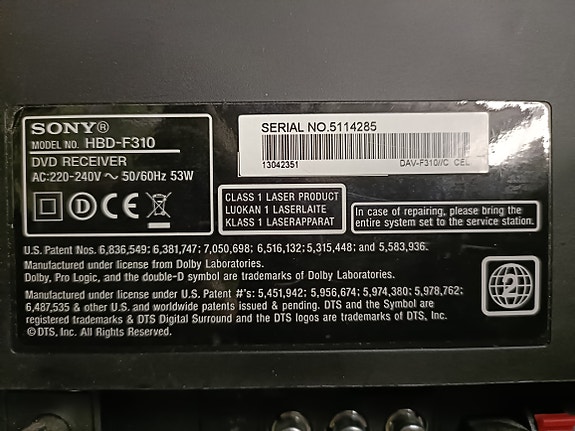 SONY®
MODEL NO. HBD-F310
DVD RECEIVER
AC:220-240V ~ 50/60Hz 53W
D CE
SERIAL NO.5114285
13042351 DAV-F310//C CEL
CLASS 1 LASER PRODUCT
LUOKAN 1 LASERLAITE
KLASS 1 LASERAPPARAT
In case of repairing, please bring the
entire system set to the service station.
U.S. Patent Nos. 6,836,549; 6,381,747; 7,050,698; 6,516,132; 5,315,448; and 5,583,936.
Manufactured under license from Dolby Laboratories.
Dolby, Pro Logic, and the double-D symbol are trademarks of Dolby Laboratories.
Manufactured under license under U.S. Patent #'s: 5,451,942; 5,956,674; 5,974,380; 5,978,762;
6,487,535 & other U.S. and worldwide patents issued & pending. DTS and the Symbol are
registered trademarks & DTS Digital Surround and the DTS logos are trademarks of DTS, Inc.
© DTS, Inc. All Rights Reserved.
2